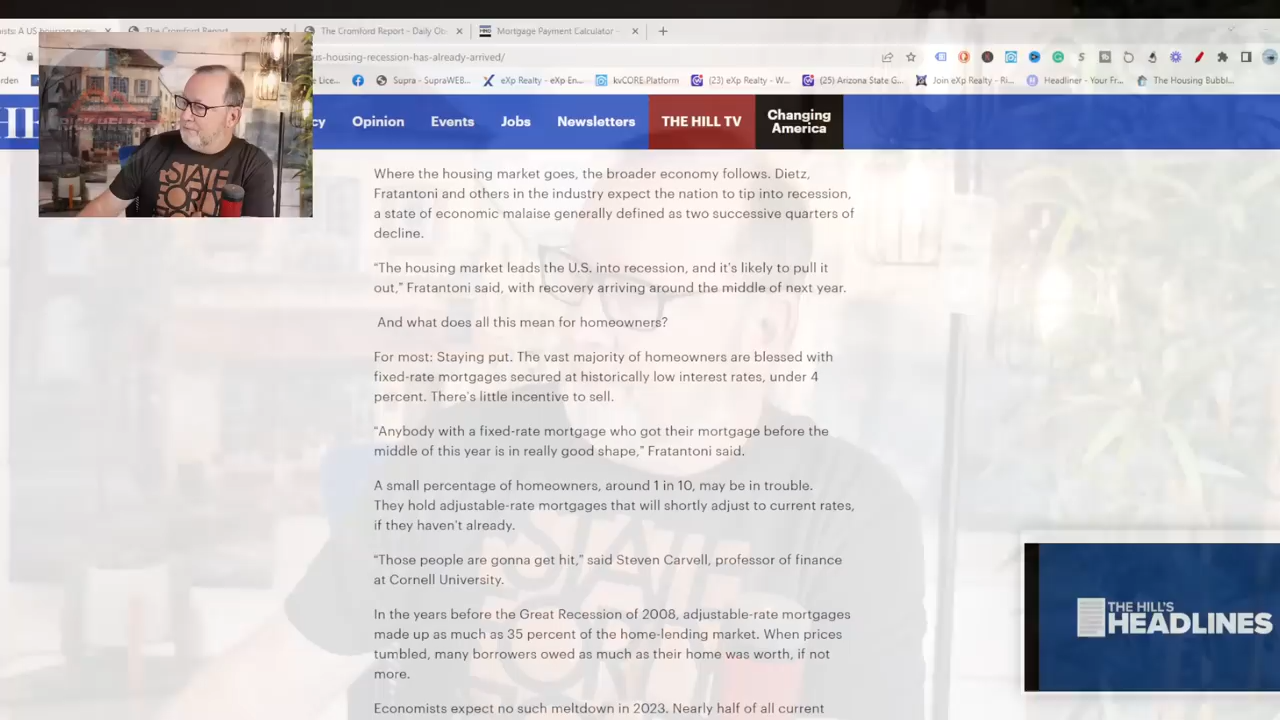 The Cromford Report
The Cromford Report - Daily Ob
Mortgage Payment Calculator
us-housing-recession-has-already-arrived/
Supra - SupraWEB...
eXp Realty - eXp En...
kvCORE Platform
(23) eXp Realty - W...
(25) Arizona State G...
Join eXp Realty - Ri...
Headliner - Your Fr...
The Housing Bubbl...
Opinion
Events
Jobs
Newsletters
THE HILL TV
Changing
America
Where the housing market goes, the broader economy follows. Dietz,
Fratantoni and others in the industry expect the nation to tip into recession,
a state of economic malaise generally defined as two successive quarters of
decline.
“The housing market leads the U.S. into recession, and it’s likely to pull it
out,” Fratantoni said, with recovery arriving around the middle of next year.
And what does all this mean for homeowners?
For most: Staying put. The vast majority of homeowners are blessed with
fixed-rate mortgages secured at historically low interest rates, under 4
percent. There’s little incentive to sell.
“Anybody with a fixed-rate mortgage who got their mortgage before the
middle of this year is in really good shape,” Fratantoni said.
A small percentage of homeowners, around 1 in 10, may be in trouble.
They hold adjustable-rate mortgages that will shortly adjust to current rates,
if they haven’t already.
“Those people are gonna get hit,” said Steven Carvell, professor of finance
at Cornell University.
In the years before the Great Recession of 2008, adjustable-rate mortgages
made up as much as 35 percent of the home-lending market. When prices
tumbled, many borrowers owed as much as their home was worth, if not
more.
Economists expect no such meltdown in 2023. Nearly half of all current
THE HILL'S
HEADLINES
STATE
FORTY